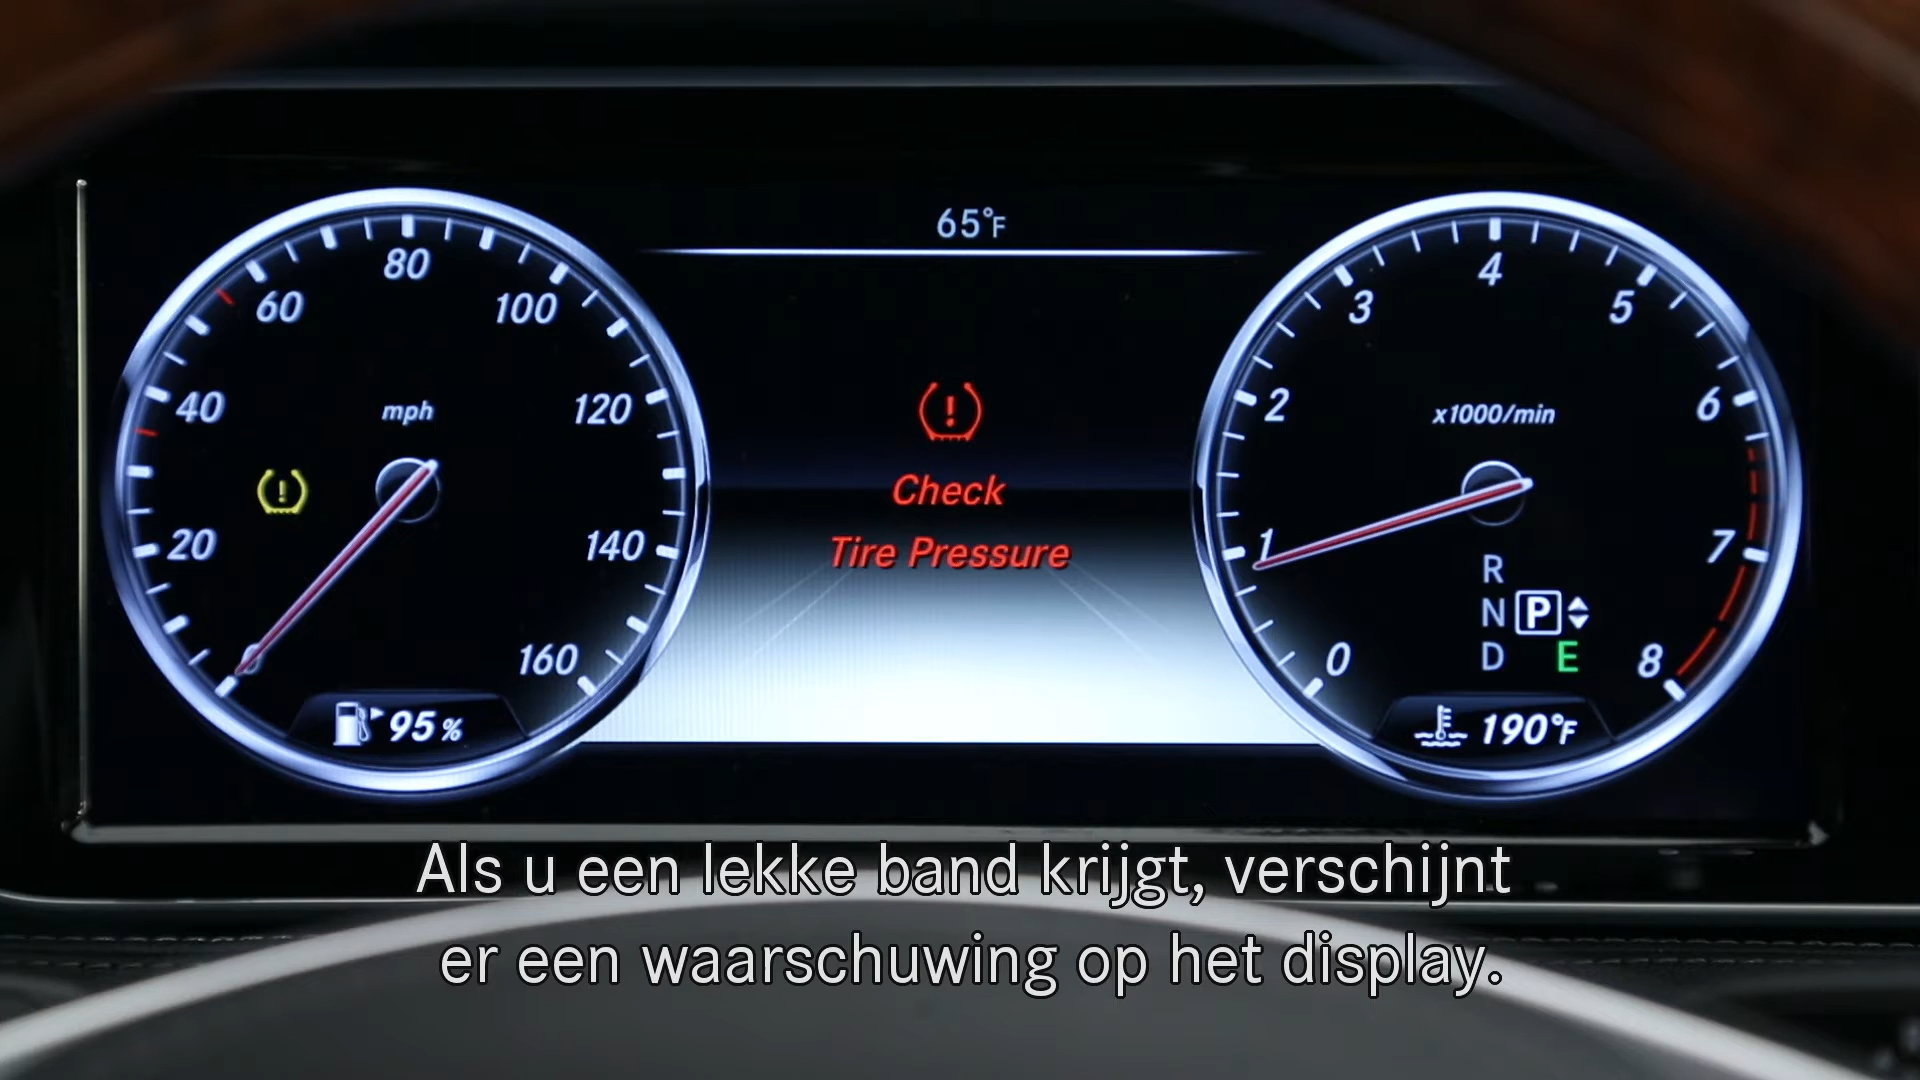 65°F
80
60
100
40
mph
120
20
140
160
95%
Check
Tire Pressure
4
3
5
2
x1000/min
6
1
7
R
N P
D E
0
8
190°F
Als u een lekke band krijgt, verschijnt
er een waarschuwing op het display.